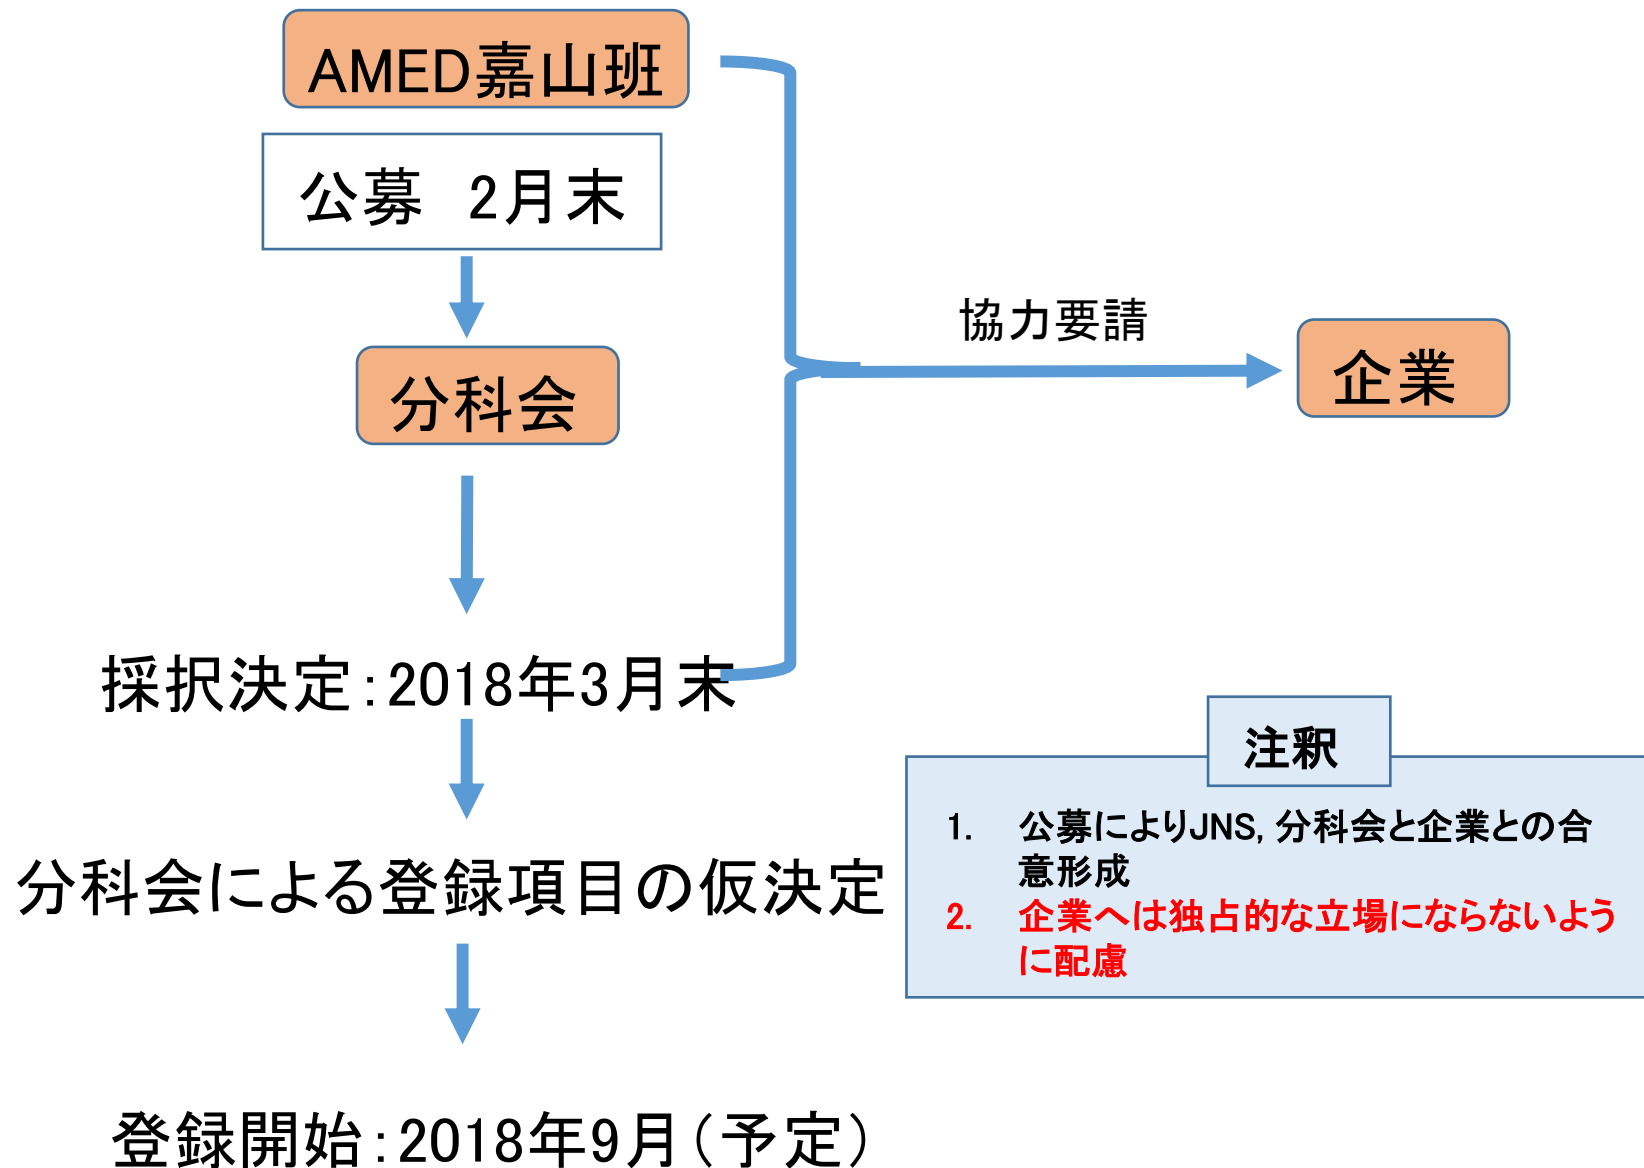 AMED嘉山班
公募　2月末
協力要請
企業
分科会
採択決定：2018年3月末
分科会による登録項目の仮決定
登録開始：2018年9月（予定）
注釈
1. 公募によりJNS, 分科会と企業との合
意形成
2. 企業へは独占的な立場にならないよう
に配慮